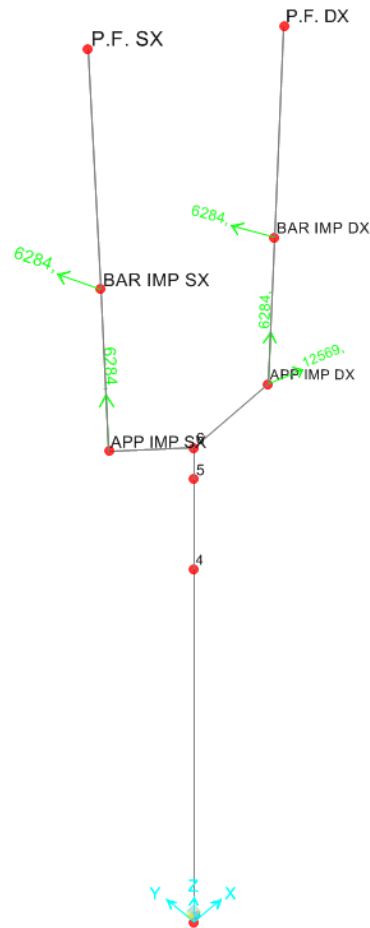 P.F. SX
P.F. DX
6284,
BAR IMP DX
6284,
BAR IMP SX
6284,
6284,
12569,
APP IMP DX
APP IMP SX
6
5
4
Z
Y
X